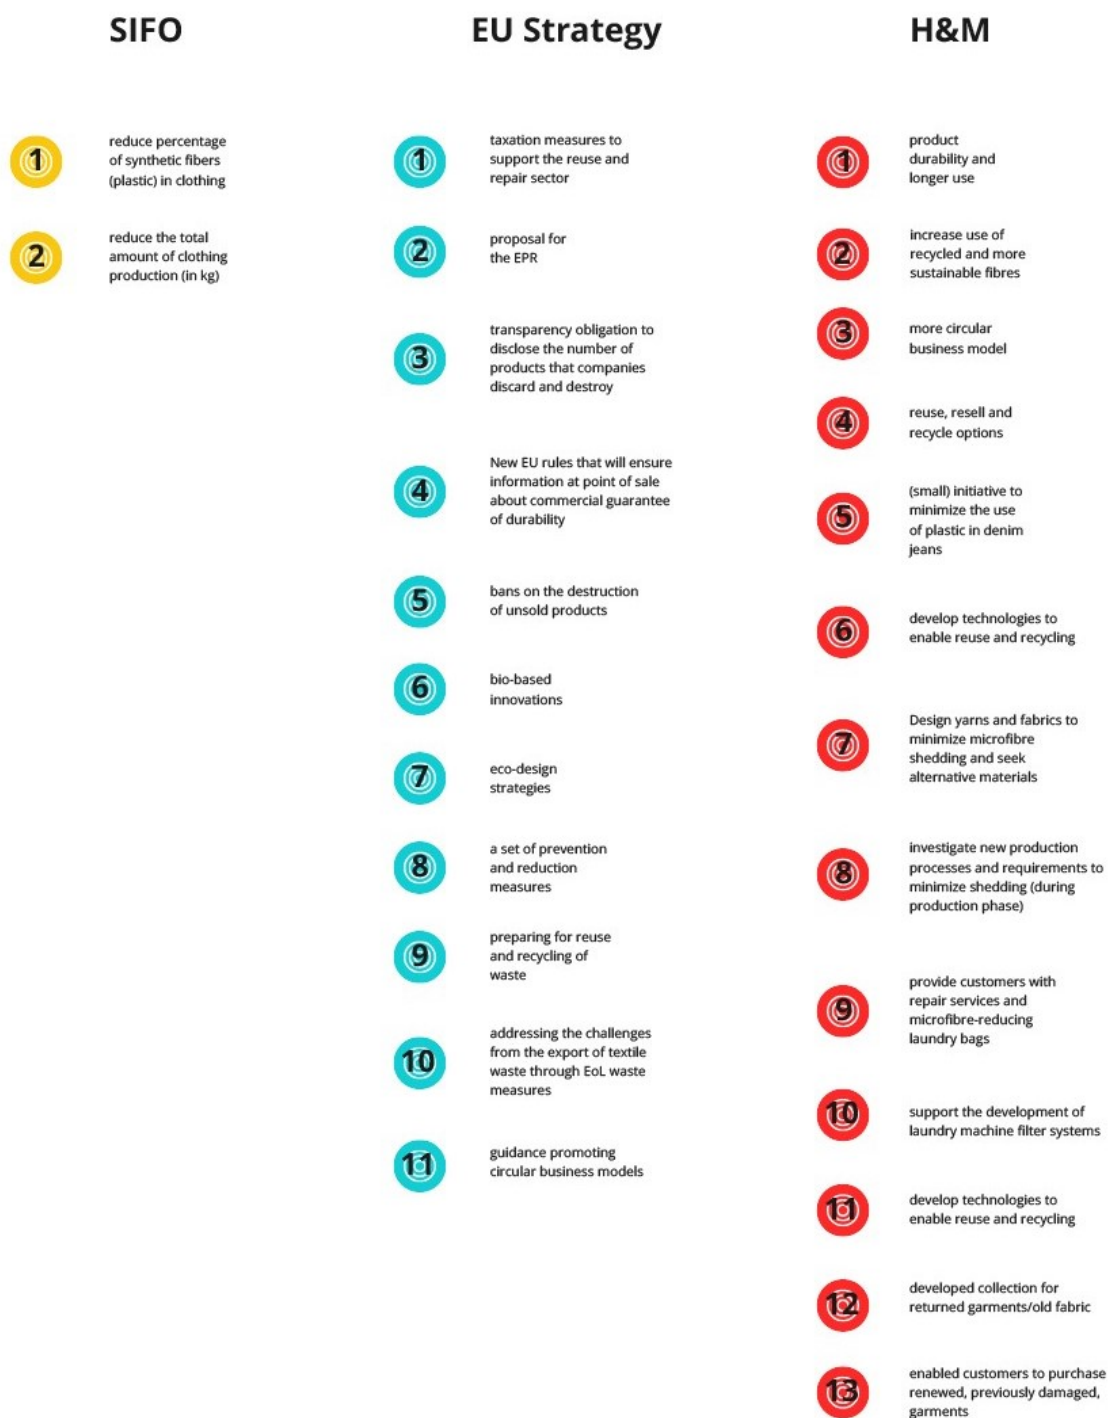 SIFO
1
reduce percentage
of synthetic fibers
(plastic) in clothing
2
reduce the total
amount of clothing
production (in kg)
EU Strategy
1
taxation measures to
support the reuse and
repair sector
2
proposal for
the EPR
3
transparency obligation to
disclose the number of
products that companies
discard and destroy
4
New EU rules that will ensure
information at point of sale
about commercial guarantee
of durability
5
bans on the destruction
of unsold products
6
bio-based
innovations
7
eco-design
strategies
8
a set of prevention
and reduction
measures
9
preparing for reuse
and recycling of
waste
10
addressing the challenges
from the export of textile
waste through EoL waste
measures
11
guidance promoting
circular business models
H&M
1
product
durability and
longer use
2
increase use of
recycled and more
sustainable fibres
3
more circular
business model
4
reuse, resell and
recycle options
5
(small) initiative to
minimize the use
of plastic in denim
jeans
6
develop technologies to
enable reuse and recycling
7
Design yarns and fabrics to
minimize microfibre
shedding and seek
alternative materials
8
investigate new production
processes and requirements to
minimize shedding (during
production phase)
9
provide customers with
repair services and
microfibre-reducing
laundry bags
10
support the development of
laundry machine filter systems
11
develop technologies to
enable reuse and recycling
12
developed collection for
returned garments/old fabric
13
enabled customers to purchase
renewed, previously damaged,
garments